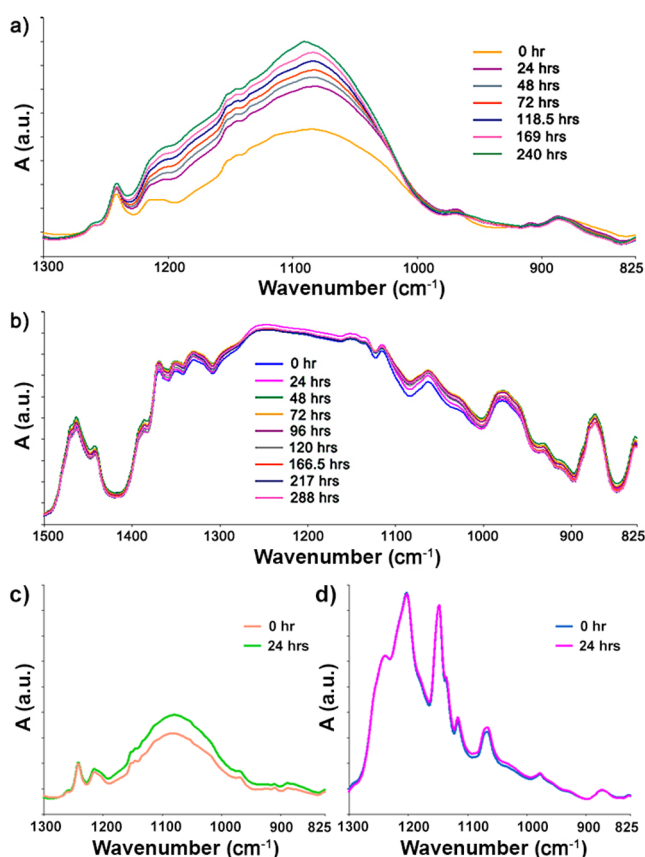 a)
A (a.u.)
0 hr
24 hrs
48 hrs
72 hrs
118.5 hrs
169 hrs
240 hrs
1300 1200 1100 1000 900 825
Wavenumber (cm-1)
b)
A (a.u.)
0 hr
24 hrs
48 hrs
72 hrs
96 hrs
120 hrs
166.5 hrs
217 hrs
288 hrs
1500 1400 1300 1200 1100 1000 900 825
Wavenumber (cm-1)
c)
A (a.u.)
0 hr
24 hrs
1300 1200 1100 1000 900 825
Wavenumber (cm-1)
d)
A (a.u.)
0 hr
24 hrs
1300 1200 1100 1000 900 825
Wavenumber (cm-1)